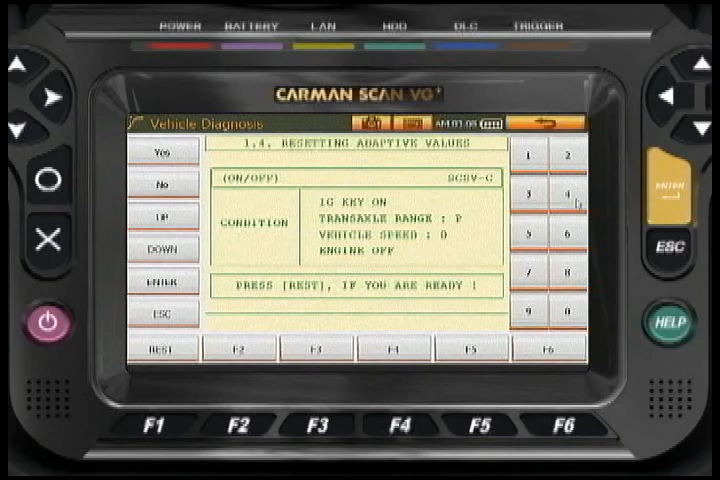 POWER BATTERY LAN HDD DLC TRIGGER
CARMAN SCAN VG+
Vehicle Diagnosis
1.4. RESETTING ADAPTIVE VALUES
Yes
No
UP
DOWN
ENTER
ESC
(ON/OFF) SCSV-C
CONDITION
IG KEY ON
TRANSAXLE RANGE : P
VEHICLE SPEED : 0
ENGINE OFF
PRESS [REST], IF YOU ARE READY !
1 2
3 4
5 6
7 8
9 0
REST F2 F3 F4 F5 F6
ENTER
ESC
HELP
F1 F2 F3 F4 F5 F6